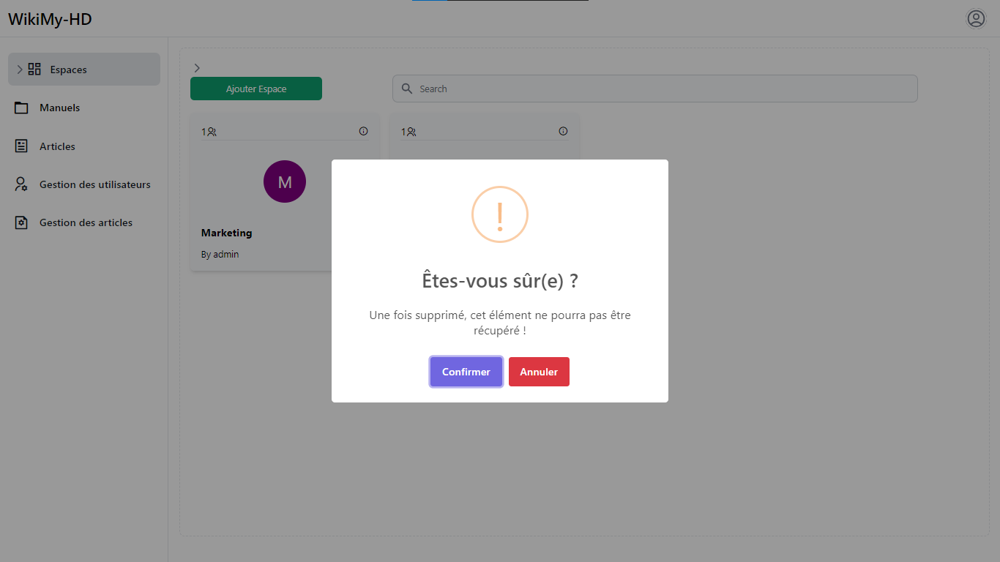 WikiMy-HD
Espaces
Manuels
Articles
Gestion des utilisateurs
Gestion des articles
Ajouter Espace
Search
1
1
M
Marketing
By admin
!
Êtes-vous sûr(e) ?
Une fois supprimé, cet élément ne pourra pas être
récupéré !
Confirmer Annuler